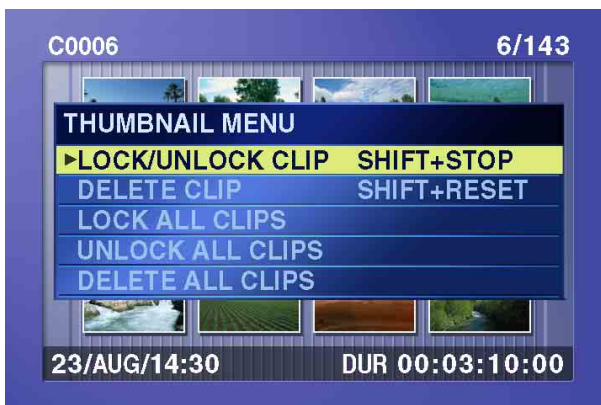 C0006 6/143
THUMBNAIL MENU
►LOCK/UNLOCK CLIP SHIFT+STOP
DELETE CLIP SHIFT+RESET
LOCK ALL CLIPS
UNLOCK ALL CLIPS
DELETE ALL CLIPS
23/AUG/14:30 DUR 00:03:10:00